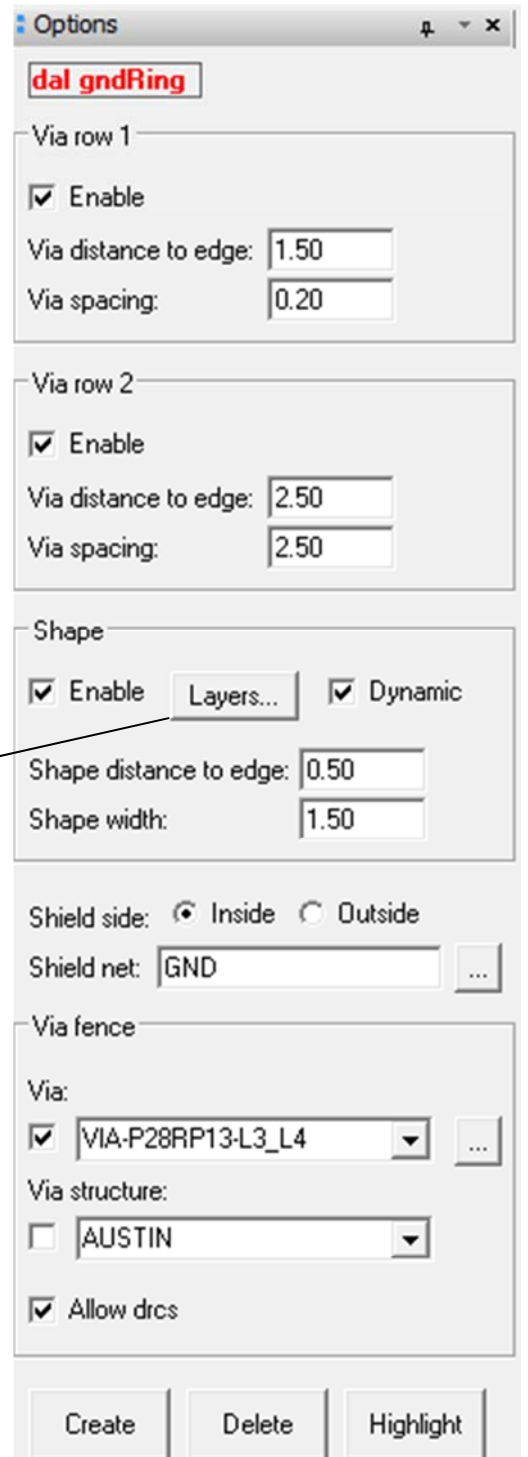 Options
dal gndRing
Via row 1
Enable
Via distance to edge: 1.50
Via spacing: 0.20
Via row 2
Enable
Via distance to edge: 2.50
Via spacing: 2.50
Shape
Enable Layers... Dynamic
Shape distance to edge: 0.50
Shape width: 1.50
Shield side: Inside Outside
Shield net: GND ...
Via fence
Via:
VIA-P28RP13-L3_L4 ...
Via structure:
AUSTIN
Allow drcs
Create Delete Highlight